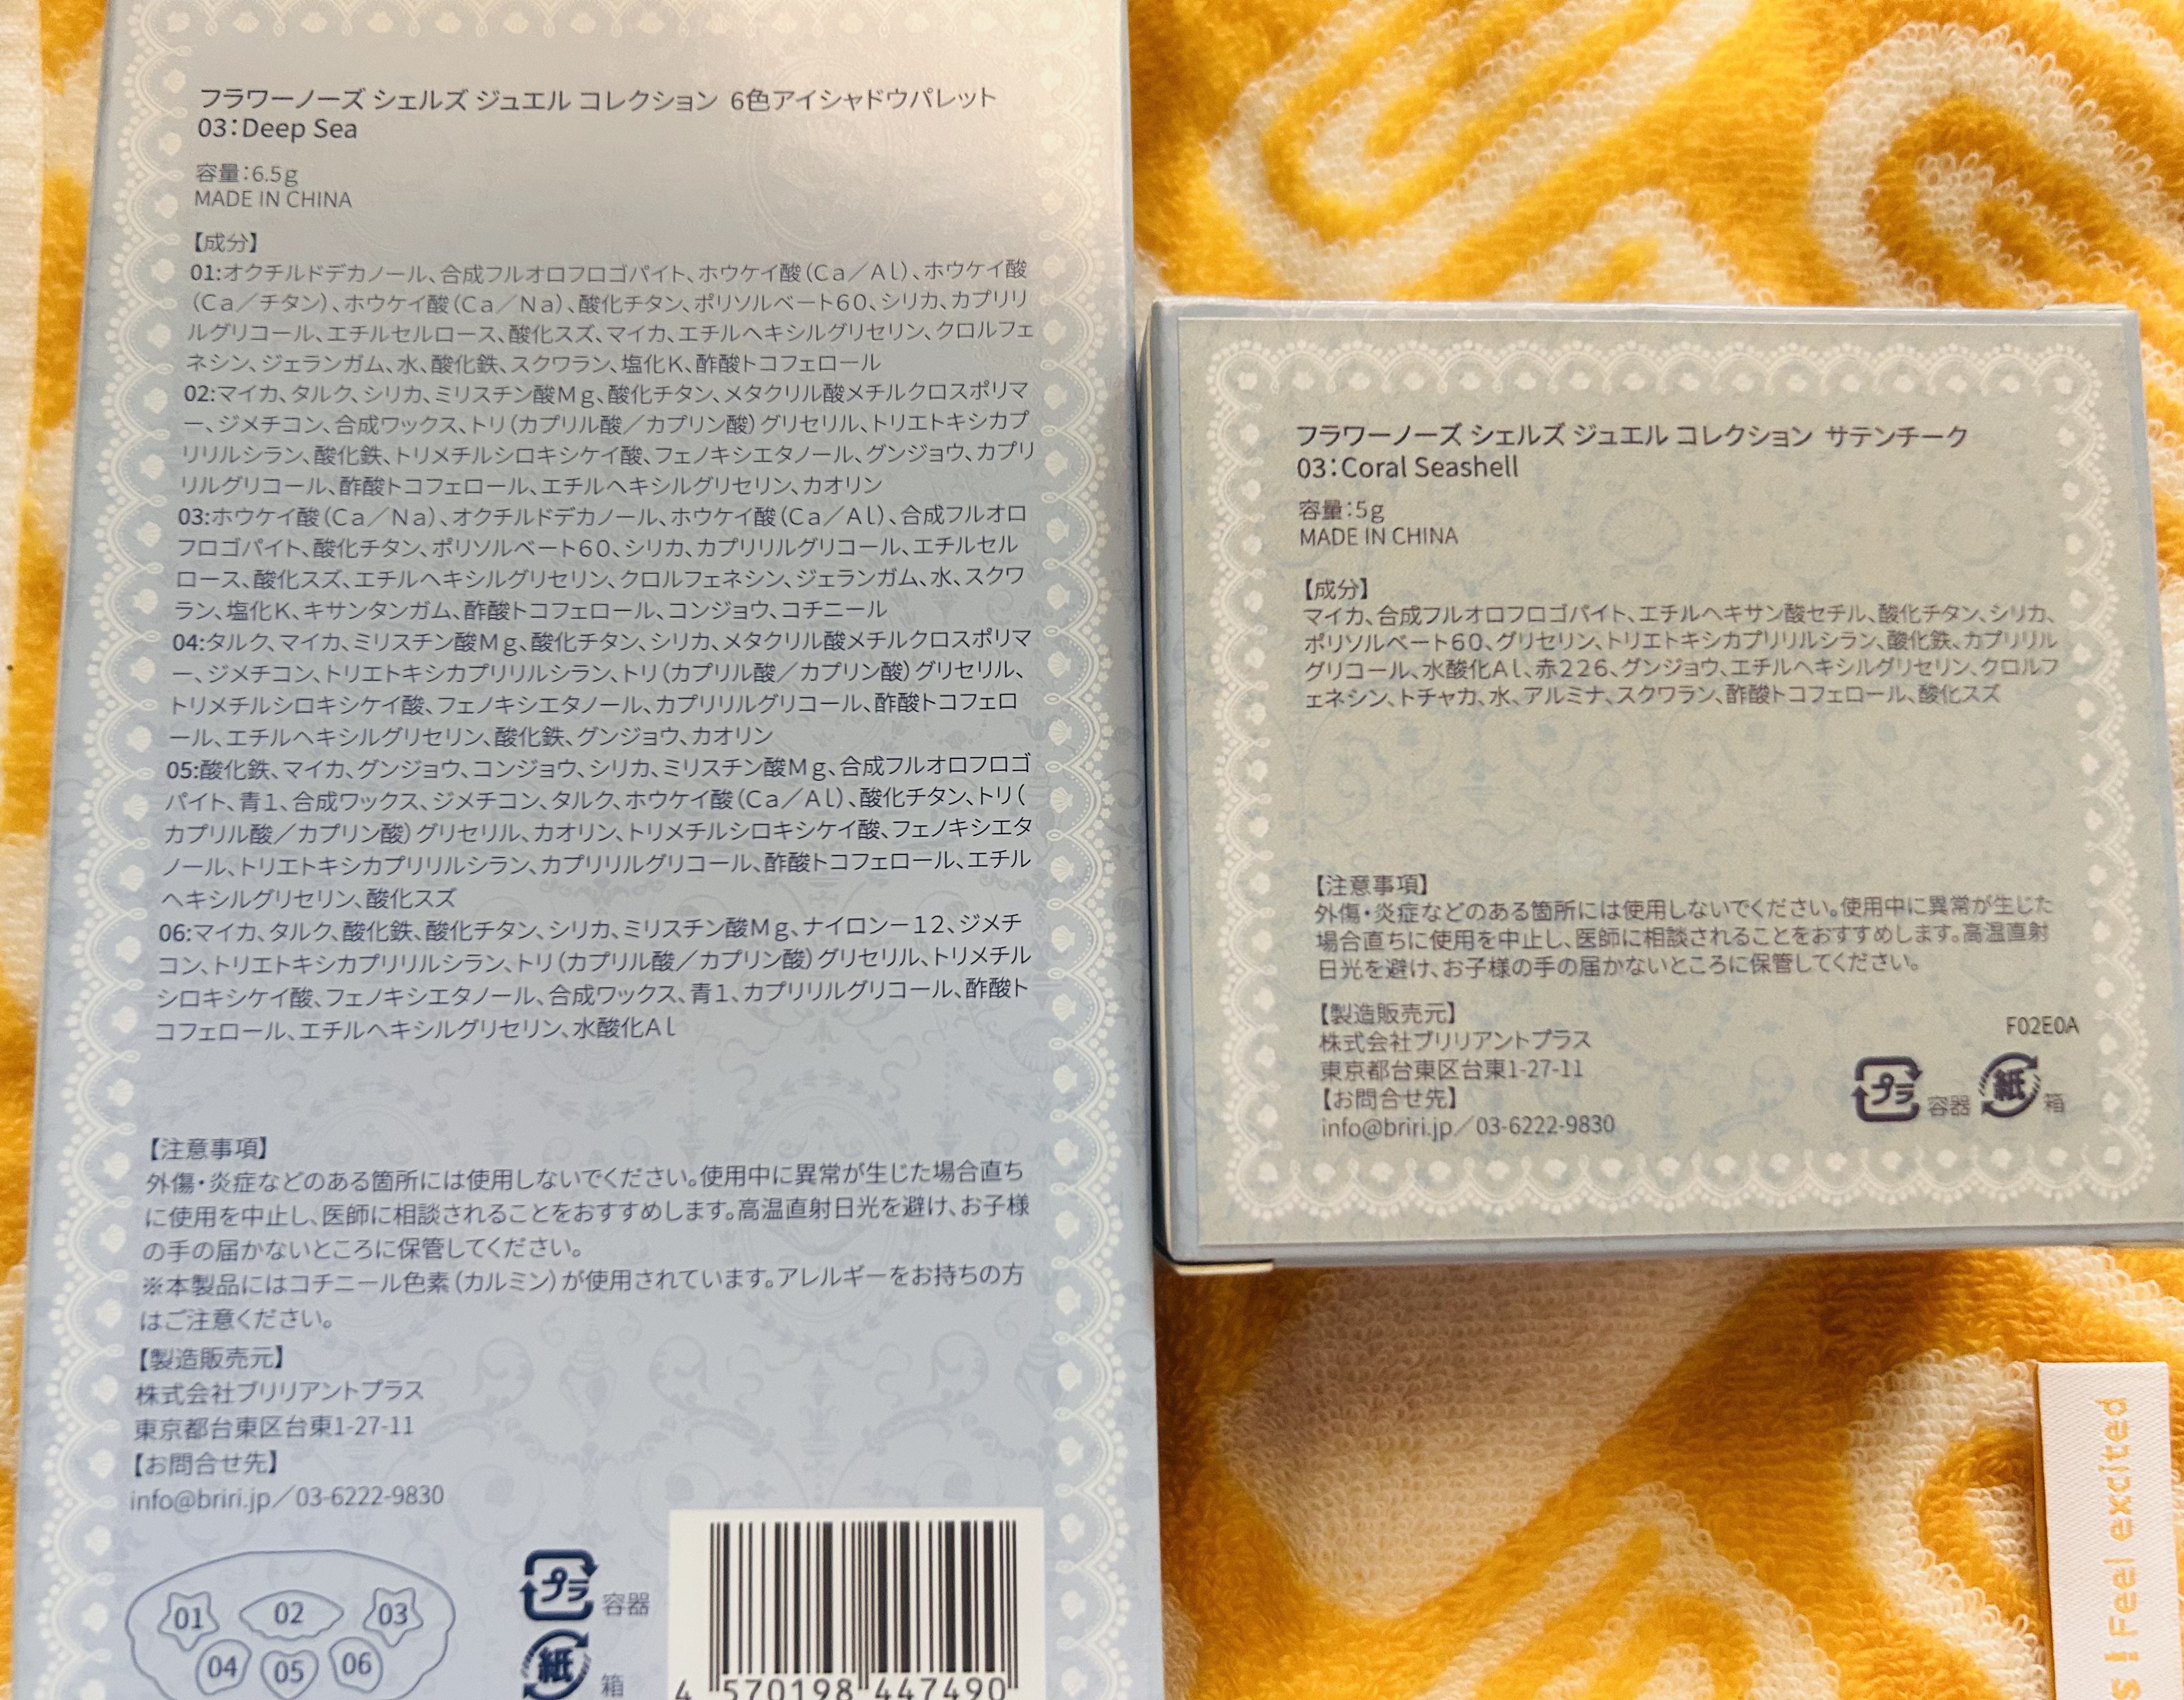 フラワーノーズ シェルズ ジュエル コレクション 6色アイシャドウパレット
03：Deep Sea
容量：6.5g
MADE IN CHINA
【成分】
01:オクチルドデカノール、合成フルオロフロゴパイト、ホウケイ酸（Ca／Al）、ホウケイ酸
（Ca／チタン）、ホウケイ酸（Ca／Na）、酸化チタン、ポリソルベート60、シリカ、カプリリ
ルグリコール、エチルセルロース、酸化スズ、マイカ、エチルヘキシルグリセリン、クロルフェ
ネシン、ジェランガム、水、酸化鉄、スクワラン、塩化K、酢酸トコフェロール
02:マイカ、タルク、シリカ、ミリスチン酸Mg、酸化チタン、メタクリル酸メチルクロスポリマ
ー、ジメチコン、合成ワックス、トリ（カプリル酸／カプリン酸）グリセリル、トリエトキシカプ
リリルシラン、酸化鉄、トリメチルシロキシケイ酸、フェノキシエタノール、グンジョウ、カプリ
リルグリコール、酢酸トコフェロール、エチルヘキシルグリセリン、カオリン
03:ホウケイ酸（Ca／Na）、オクチルドデカノール、ホウケイ酸（Ca／Al）、合成フルオロ
フロゴパイト、酸化チタン、ポリソルベート60、シリカ、カプリリルグリコール、エチルセル
ロース、酸化スズ、エチルヘキシルグリセリン、クロルフェネシン、ジェランガム、水、スクワ
ラン、塩化K、キサンタンガム、酢酸トコフェロール、コンジョウ、コチニール
04:タルク、マイカ、ミリスチン酸Mg、酸化チタン、シリカ、メタクリル酸メチルクロスポリマ
ー、ジメチコン、トリエトキシカプリリルシラン、トリ（カプリル酸／カプリン酸）グリセリル、
トリメチルシロキシケイ酸、フェノキシエタノール、カプリリルグリコール、酢酸トコフェロ
ール、エチルヘキシルグリセリン、酸化鉄、グンジョウ、カオリン
05:酸化鉄、マイカ、グンジョウ、コンジョウ、シリカ、ミリスチン酸Mg、合成フルオロフロゴ
パイト、青1、合成ワックス、ジメチコン、タルク、ホウケイ酸（Ca／Al）、酸化チタン、トリ（
カプリル酸／カプリン酸）グリセリル、カオリン、トリメチルシロキシケイ酸、フェノキシエタ
ノール、トリエトキシカプリリルシラン、カプリリルグリコール、酢酸トコフェロール、エチル
ヘキシルグリセリン、酸化スズ
06:マイカ、タルク、酸化鉄、酸化チタン、シリカ、ミリスチン酸Mg、ナイロン－12、ジメチ
コン、トリエトキシカプリリルシラン、トリ（カプリル酸／カプリン酸）グリセリル、トリメチル
シロキシケイ酸、フェノキシエタノール、合成ワックス、青1、カプリリルグリコール、酢酸ト
コフェロール、エチルヘキシルグリセリン、水酸化Al
【注意事項】
外傷・炎症などのある箇所には使用しないでください。使用中に異常が生じた場合直ち
に使用を中止し、医師に相談されることをおすすめします。高温直射日光を避け、お子様
の手の届かないところに保管してください。
※本製品にはコチニール色素（カルミン）が使用されています。アレルギーをお持ちの方
はご注意ください。
【製造販売元】
株式会社ブリリアントプラス
東京都台東区台東1-27-11
【お問合せ先】
info@briri.jp／03-6222-9830
01 02 03
04 05 06
プラ 容器
紙 箱
4 570198 447490
フラワーノーズ シェルズ ジュエル コレクション サテンチーク
03：Coral Seashell
容量：5g
MADE IN CHINA
【成分】
マイカ、合成フルオロフロゴパイト、エチルヘキサン酸セチル、酸化チタン、シリカ、
ポリソルベート60、グリセリン、トリエトキシカプリリルシラン、酸化鉄、カプリリル
グリコール、水酸化Al、赤226、グンジョウ、エチルヘキシルグリセリン、クロルフ
ェネシン、トチャカ、水、アルミナ、スクワラン、酢酸トコフェロール、酸化スズ
【注意事項】
外傷・炎症などのある箇所には使用しないでください。使用中に異常が生じた
場合直ちに使用を中止し、医師に相談されることをおすすめします。高温直射
日光を避け、お子様の手の届かないところに保管してください。
【製造販売元】
株式会社ブリリアントプラス
東京都台東区台東1-27-11
【お問合せ先】
info@briri.jp／03-6222-9830
F02E0A
プラ 容器 紙 箱
I Feel excited